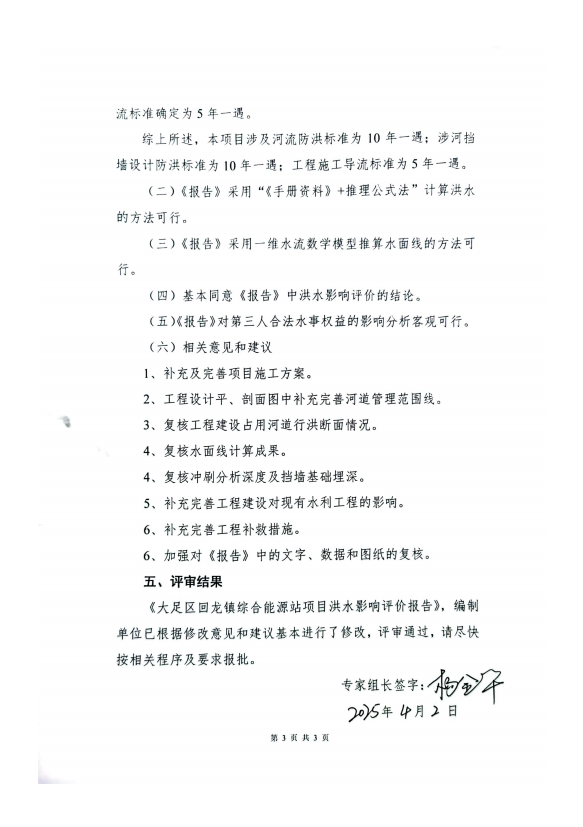 流标准确定为 5 年一遇。
综上所述，本项目涉及河流防洪标准为 10 年一遇；涉河挡
墙设计防洪标准为 10 年一遇；工程施工导流标准为 5 年一遇。
（二）《报告》采用“《手册资料》+推理公式法”计算洪水
的方法可行。
（三）《报告》采用一维水流数学模型推算水面线的方法可
行。
（四）基本同意《报告》中洪水影响评价的结论。
（五）《报告》对第三人合法水事权益的影响分析客观可行。
（六）相关意见和建议
1、补充及完善项目施工方案。
2、工程设计平、剖面图中补充完善河道管理范围线。
3、复核工程建设占用河道行洪断面情况。
4、复核水面线计算成果。
4、复核冲刷分析深度及挡墙基础埋深。
5、补充完善工程建设对现有水利工程的影响。
6、补充完善工程补救措施。
6、加强对《报告》中的文字、数据和图纸的复核。
五、评审结果
《大足区回龙镇综合能源站项目洪水影响评价报告》，编制
单位已根据修改意见和建议基本进行了修改，评审通过，请尽快
按相关程序及要求报批。
专家组长签字：
2025年 4月 2 日
第 3 页 共 3 页